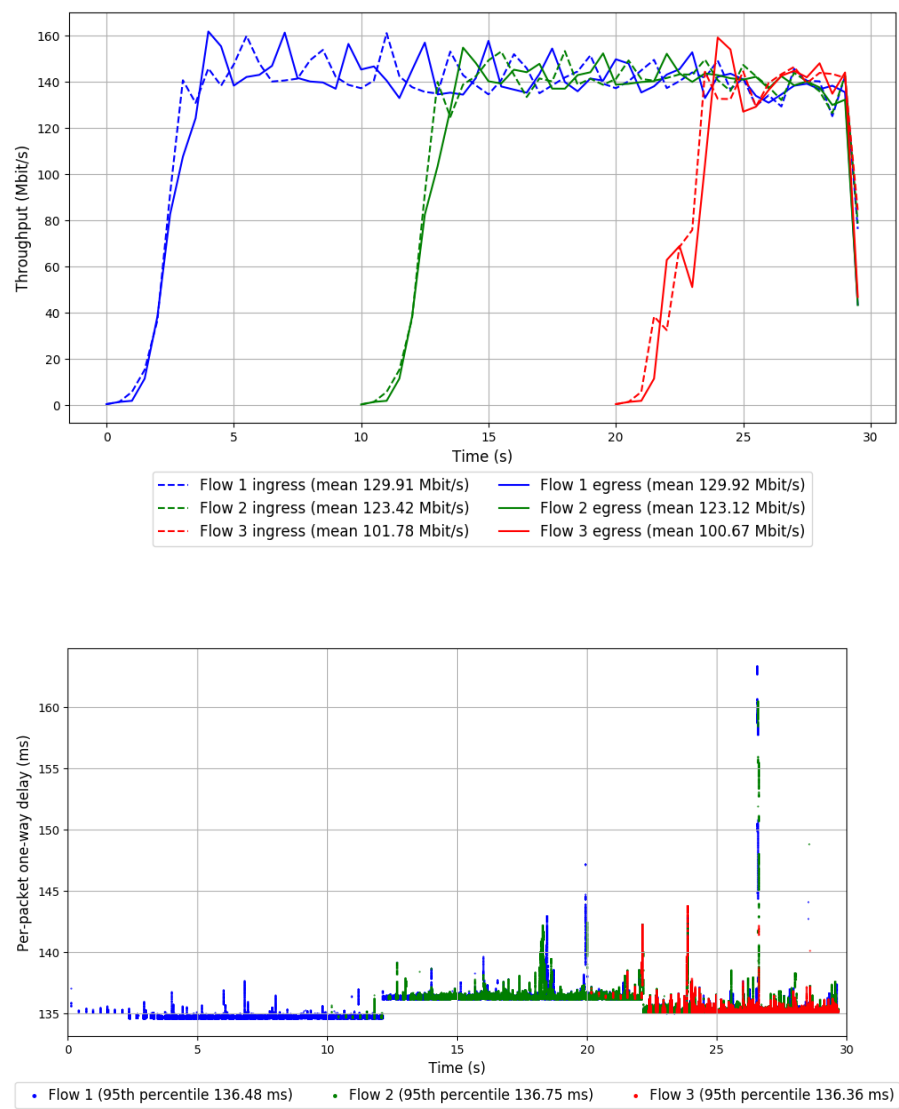 160
140
120
100
80
60
40
20
0
Throughput (Mbit/s)
0 5 10 15 20 25 30
Time (s)
Flow 1 ingress (mean 129.91 Mbit/s) Flow 1 egress (mean 129.92 Mbit/s)
Flow 2 ingress (mean 123.42 Mbit/s) Flow 2 egress (mean 123.12 Mbit/s)
Flow 3 ingress (mean 101.78 Mbit/s) Flow 3 egress (mean 100.67 Mbit/s)
160
155
150
145
140
135
Per-packet one-way delay (ms)
0 5 10 15 20 25 30
Time (s)
Flow 1 (95th percentile 136.48 ms) Flow 2 (95th percentile 136.75 ms) Flow 3 (95th percentile 136.36 ms)